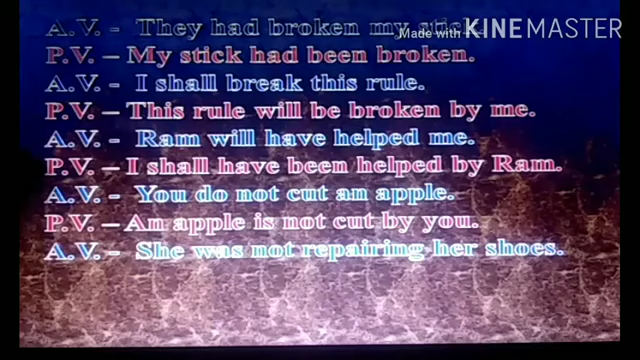 A.V. - They had broken my stick.
Made with KINEMASTER
P.V. – My stick had been broken.
A.V. - I shall break this rule.
P.V. – This rule will be broken by me.
A.V. - Ram will have helped me.
P.V. – I shall have been helped by Ram.
A.V. - You do not cut an apple.
P.V. – An apple is not cut by you.
A.V. - She was not repairing her shoes.